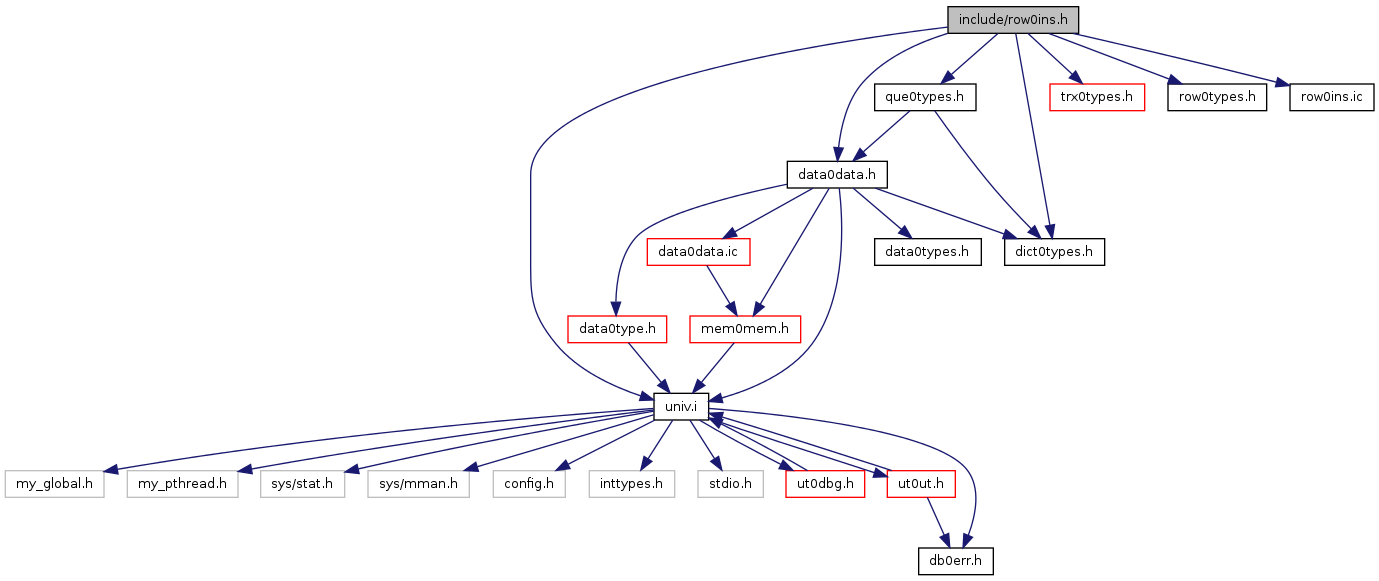 include/row0ins.h
que0types.h
trx0types.h
row0types.h
row0ins.ic
data0data.h
data0data.ic
data0types.h
dict0types.h
data0type.h
mem0mem.h
univ.i
my_global.h
my_pthread.h
sys/stat.h
sys/mman.h
config.h
inttypes.h
stdio.h
ut0dbg.h
ut0ut.h
db0err.h